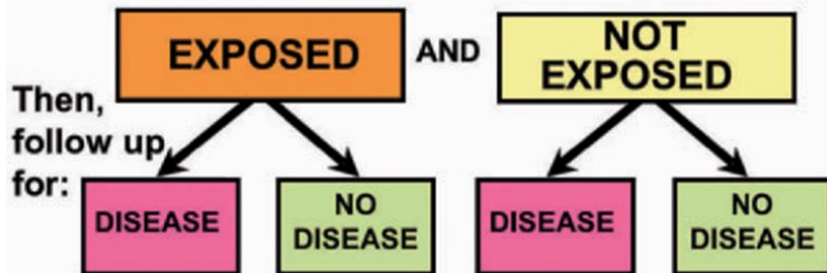 EXPOSED
AND
NOT
EXPOSED
Then,
follow up
for:
DISEASE
NO
DISEASE
DISEASE
NO
DISEASE